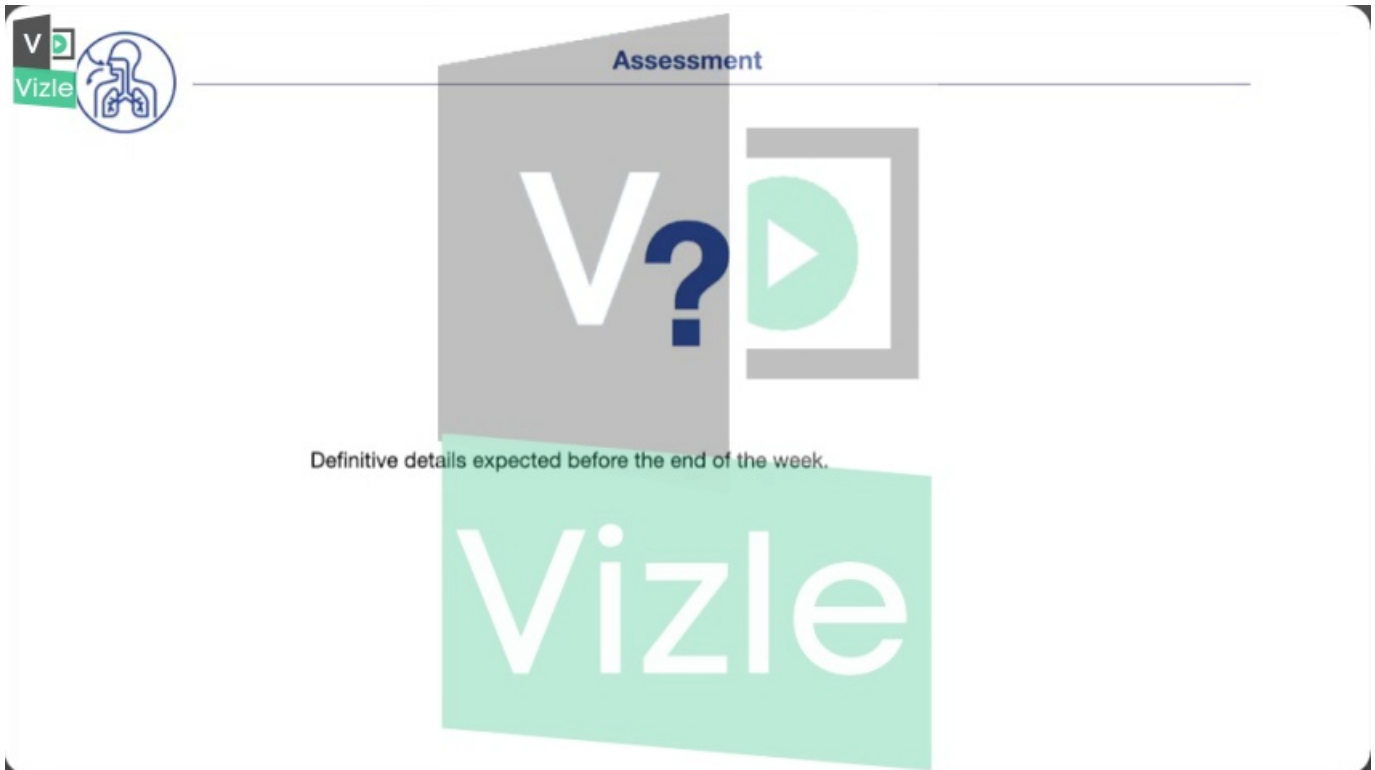 V
Vizle
Assessment
V
?
Definitive details expected before the end of the week.
Vizle